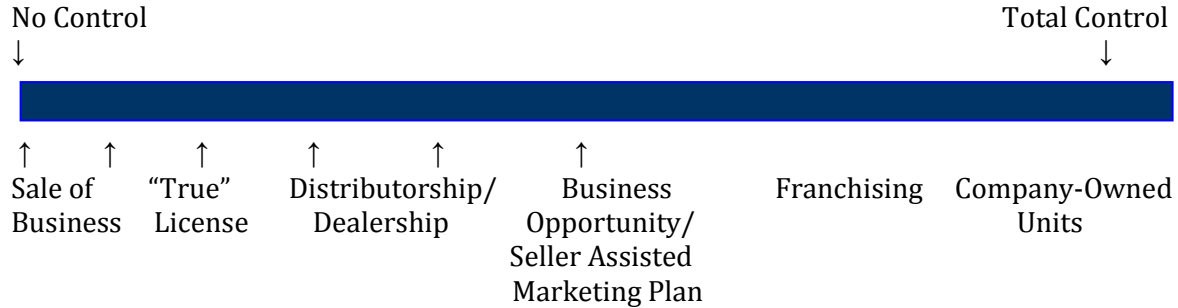 No Control Total Control
↓ ↓
↑ ↑ ↑ ↑ ↑ ↑
Sale of “True” Distributorship/ Business Franchising Company-Owned
Business License Dealership Opportunity/ Units
Seller Assisted
Marketing Plan